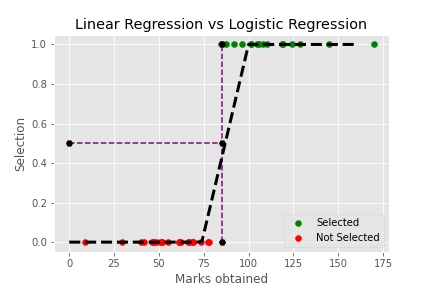 Linear Regression vs Logistic Regression
1.0
0.8
0.6
0.4
0.2
0.0
Selection
Selected
Not Selected
0 25 50 75 100 125 150 175
Marks obtained